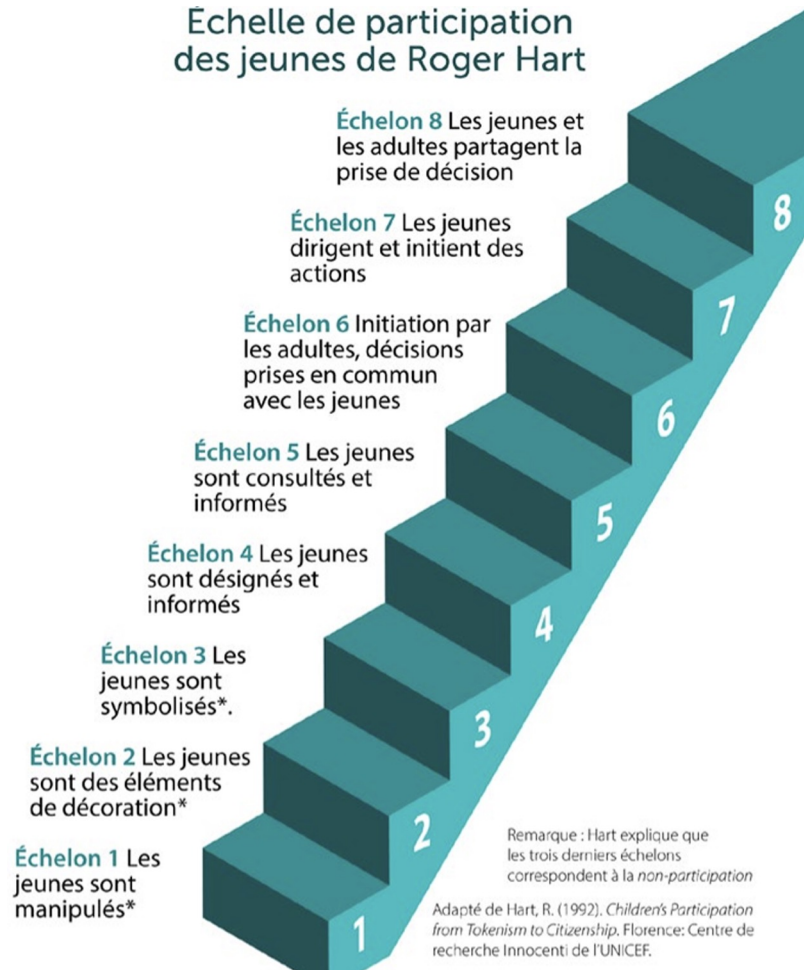 Échelle de participation
des jeunes de Roger Hart
Échelon 8 Les jeunes et
les adultes partagent la
prise de décision
Échelon 7 Les jeunes
dirigent et initient des
actions
Échelon 6 Initiation par
les adultes, décisions
prises en commun
avec les jeunes
Échelon 5 Les jeunes
sont consultés et
informés
Échelon 4 Les jeunes
sont désignés et
informés
Échelon 3 Les
jeunes sont
symbolisés*.
Échelon 2 Les jeunes
sont des éléments
de décoration*
Échelon 1 Les
jeunes sont
manipulés*
8
7
6
5
4
3
2
1
Remarque : Hart explique que
les trois derniers échelons
correspondent à la non-participation
Adapté de Hart, R. (1992). Children's Participation
from Tokenism to Citizenship. Florence: Centre de
recherche Innocenti de l'UNICEF.